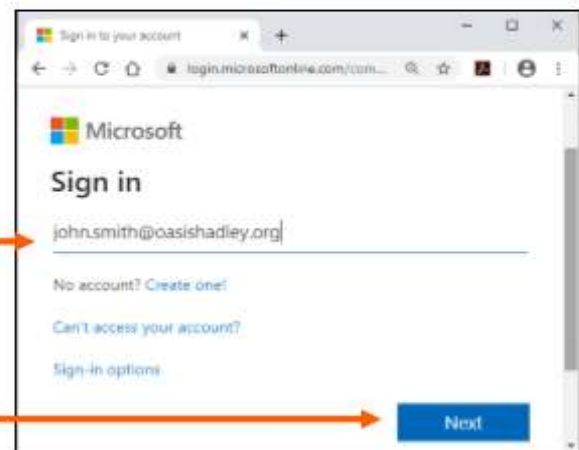 Sign in to your account
login.microsoftonline.com/com...
Microsoft
Sign in
john.smith@oasishadley.org
No account? Create one!
Can't access your account?
Sign-in options
Next